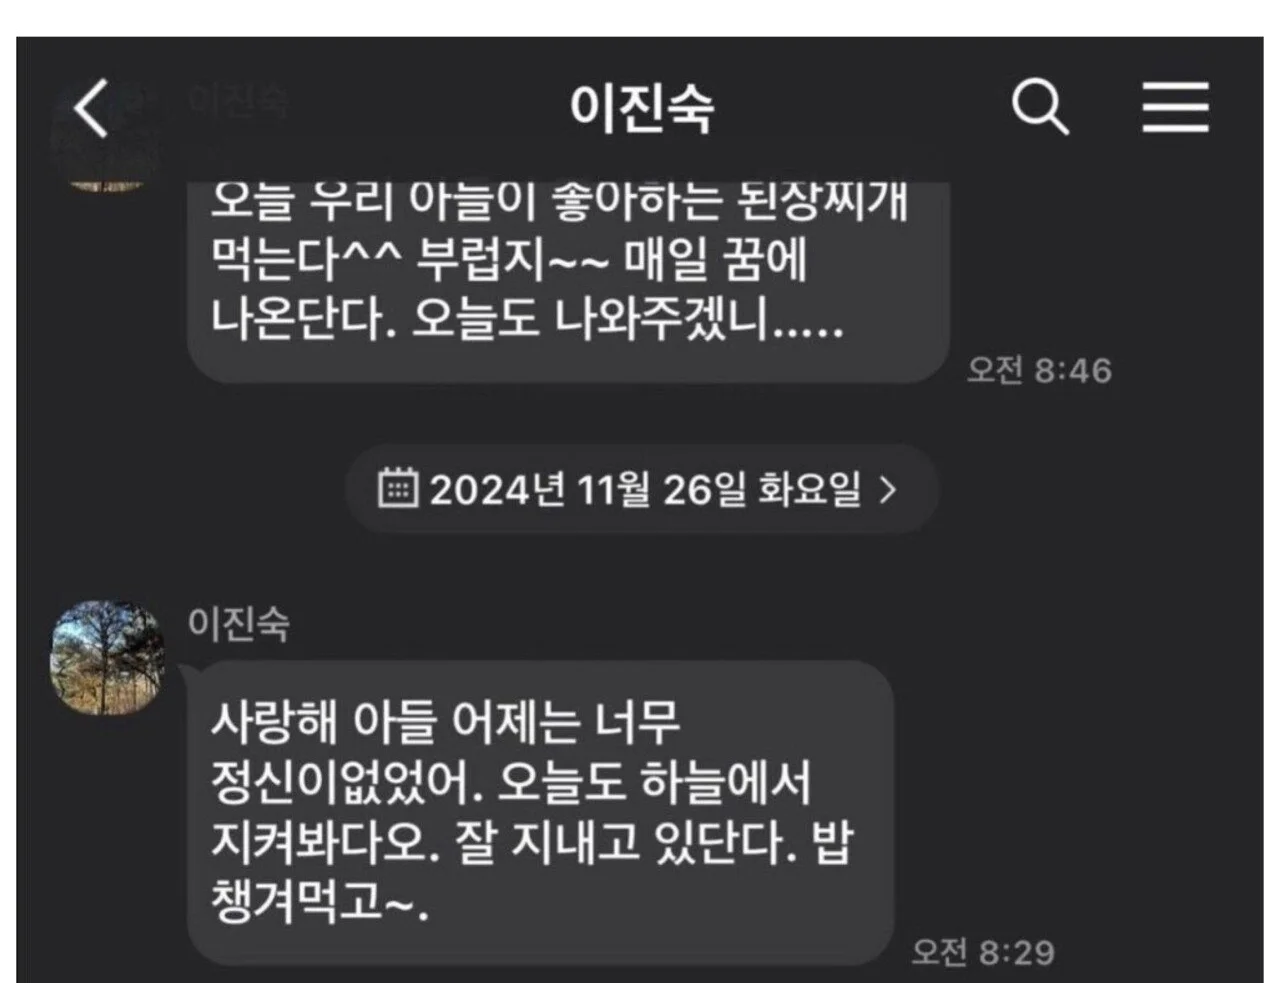 이진숙
이진숙
오늘 우리 아들이 좋아하는 된장찌개
먹는다^^ 부럽지~~ 매일 꿈에
나온단다. 오늘도 나와주겠니.....
오전 8:46
2024년 11월 26일 화요일 >
이진숙
사랑해 아들 어제는 너무
정신이없었어. 오늘도 하늘에서
지켜봐다오. 잘 지내고 있단다. 밥
챙겨먹고~.
오전 8:29